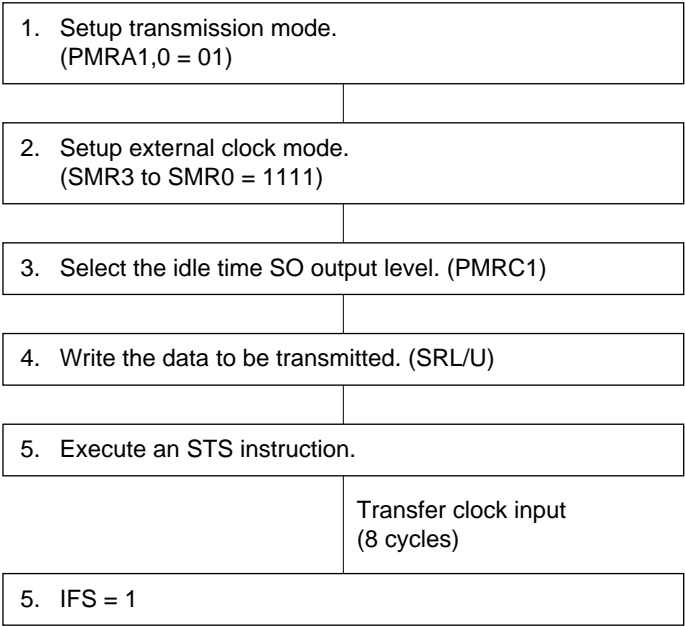 1. Setup transmission mode.
(PMRA1,0 = 01)
2. Setup external clock mode.
(SMR3 to SMR0 = 1111)
3. Select the idle time SO output level. (PMRC1)
4. Write the data to be transmitted. (SRL/U)
5. Execute an STS instruction.
Transfer clock input
(8 cycles)
5. IFS = 1